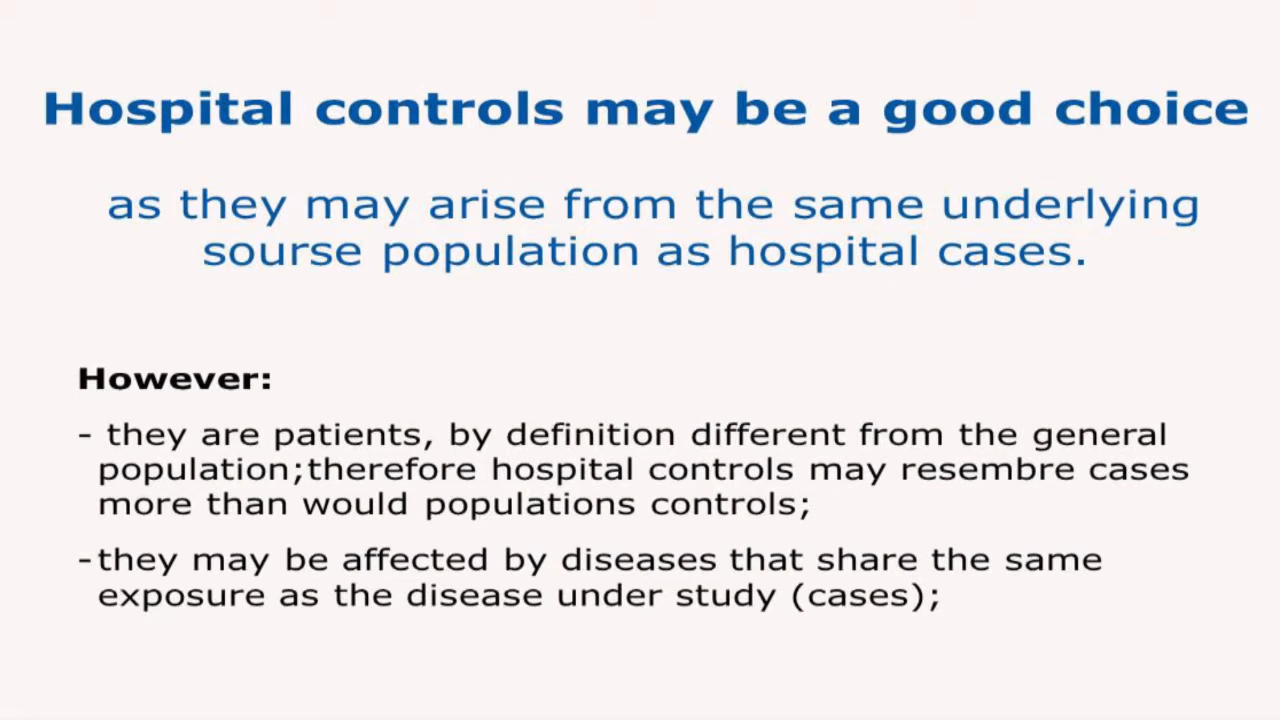 Hospital controls may be a good choice
as they may arise from the same underlying
sourse population as hospital cases.
However:
- they are patients, by definition different from the general
population;therefore hospital controls may resembre cases
more than would populations controls;
-they may be affected by diseases that share the same
exposure as the disease under study (cases);